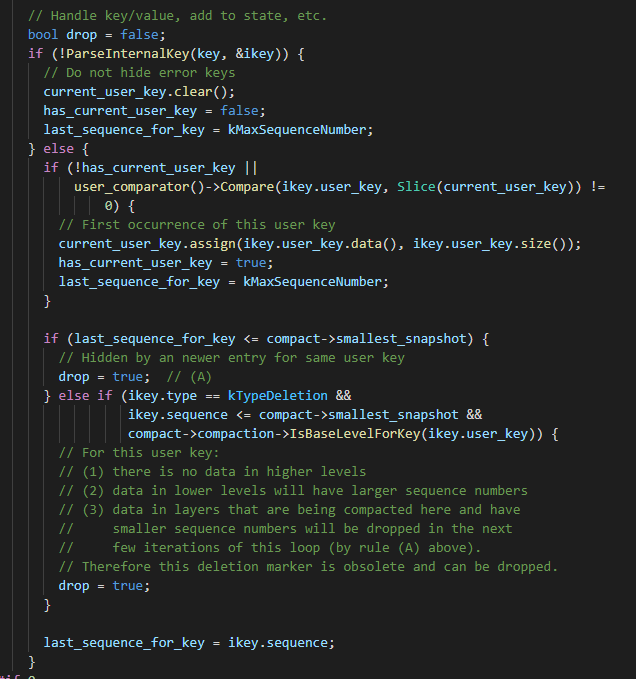 // Handle key/value, add to state, etc.
bool drop = false;
if (!ParseInternalKey(key, &ikey)) {
// Do not hide error keys
current_user_key.clear();
has_current_user_key = false;
last_sequence_for_key = kMaxSequenceNumber;
} else {
if (!has_current_user_key ||
user_comparator()->Compare(ikey.user_key, Slice(current_user_key)) !=
0) {
// First occurrence of this user key
current_user_key.assign(ikey.user_key.data(), ikey.user_key.size());
has_current_user_key = true;
last_sequence_for_key = kMaxSequenceNumber;
}
if (last_sequence_for_key <= compact->smallest_snapshot) {
// Hidden by an newer entry for same user key
drop = true;  // (A)
} else if (ikey.type == kTypeDeletion &&
ikey.sequence <= compact->smallest_snapshot &&
compact->compaction->IsBaseLevelForKey(ikey.user_key)) {
// For this user key:
// (1) there is no data in higher levels
// (2) data in lower levels will have larger sequence numbers
// (3) data in layers that are being compacted here and have
//     smaller sequence numbers will be dropped in the next
//     few iterations of this loop (by rule (A) above).
// Therefore this deletion marker is obsolete and can be dropped.
drop = true;
}
last_sequence_for_key = ikey.sequence;
}